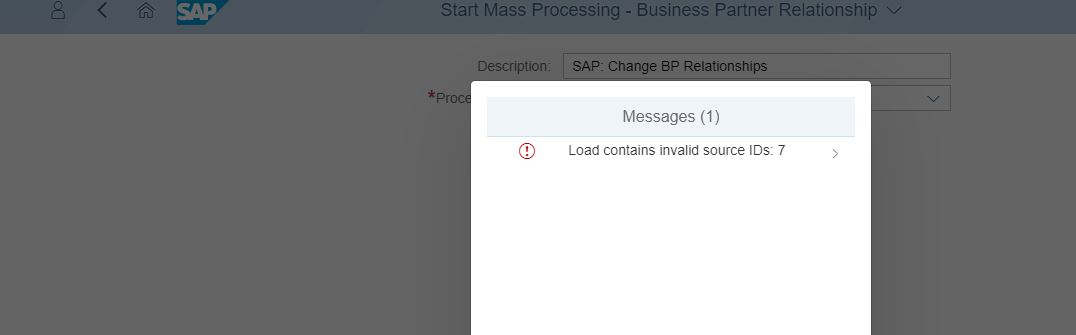 SAP
Start Mass Processing - Business Partner Relationship
Description:
SAP: Change BP Relationships
*Proce
Messages (1)
Load contains invalid source IDs: 7